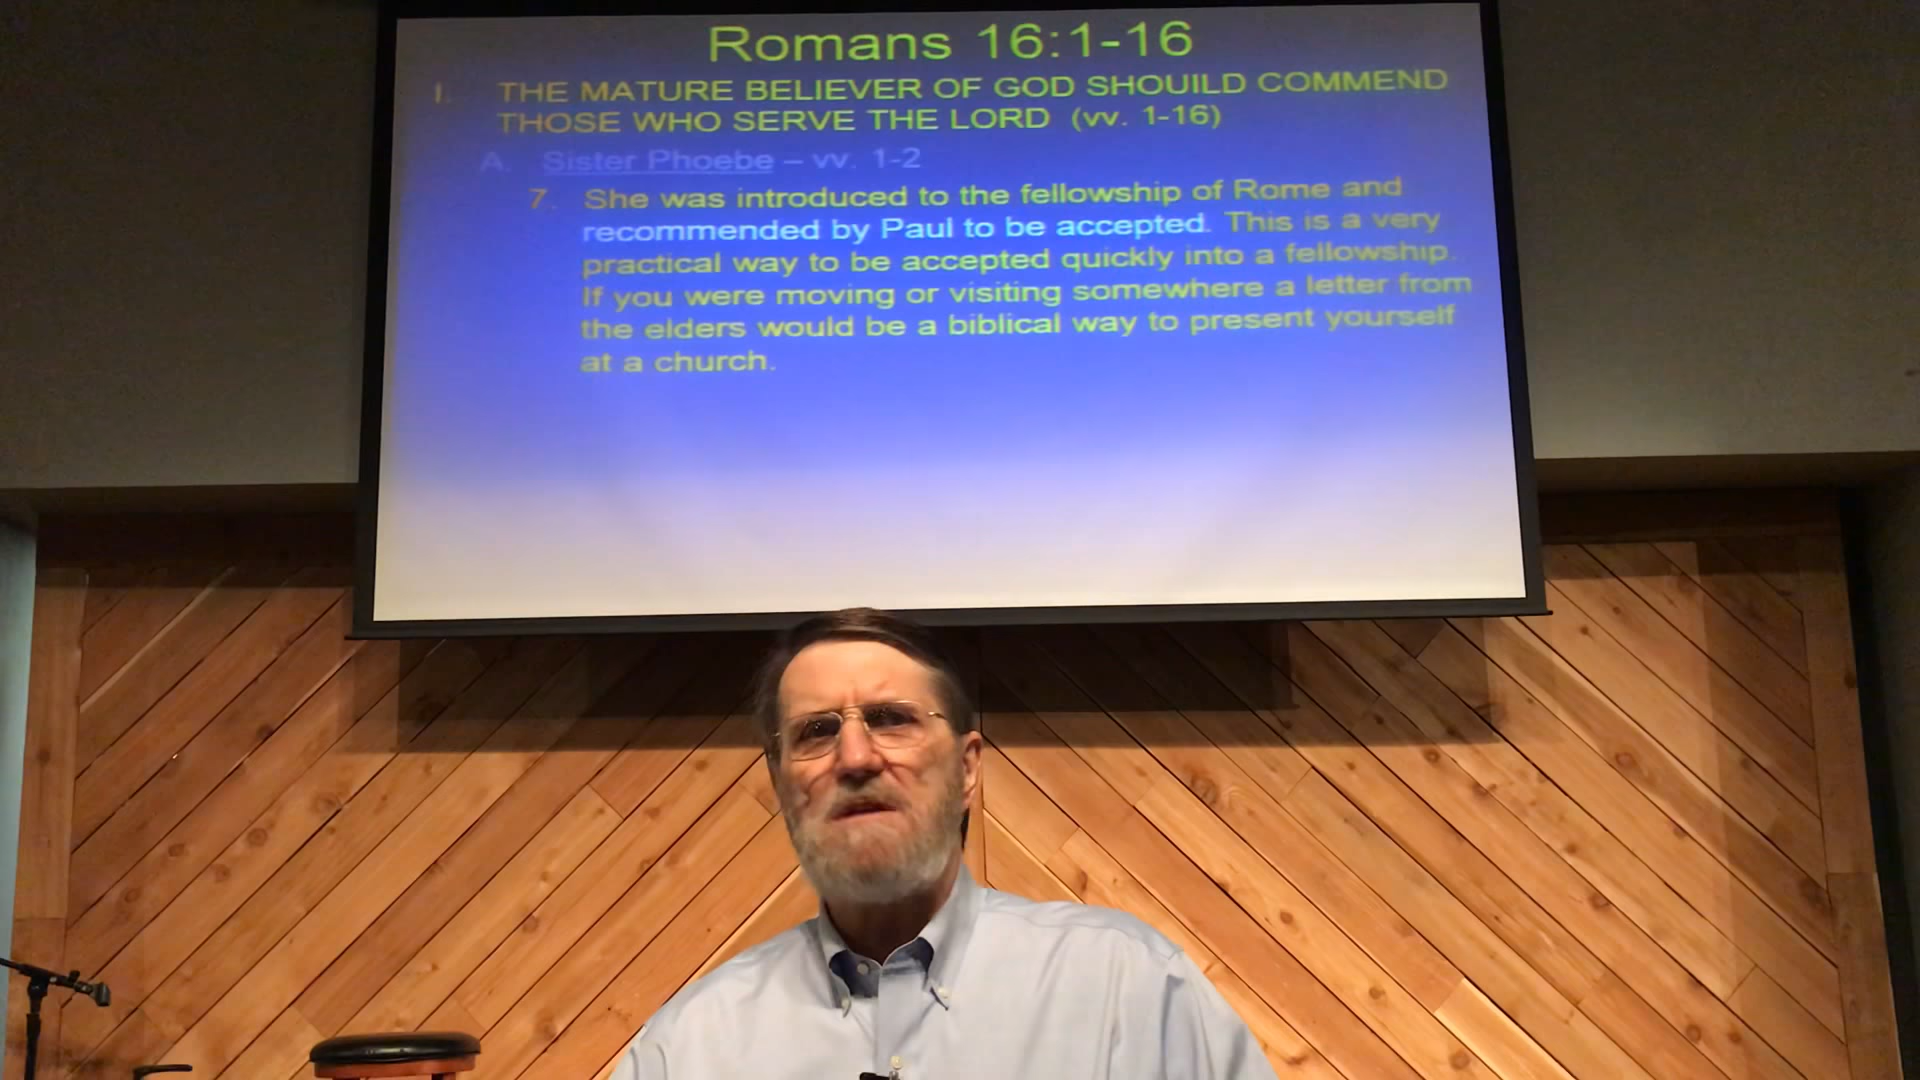 Romans 16:1-16
I. THE MATURE BELIEVER OF GOD SHOUILD COMMEND
THOSE WHO SERVE THE LORD (vv. 1-16)
A. Sister Phoebe – vv. 1-2
7. She was introduced to the fellowship of Rome and
recommended by Paul to be accepted. This is a very
practical way to be accepted quickly into a fellowship.
If you were moving or visiting somewhere a letter from
the elders would be a biblical way to present yourself
at a church.